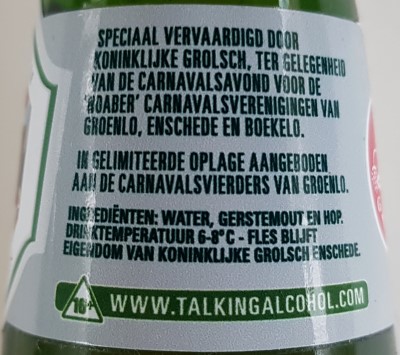 SPECIAAL VERVAARDIGD DOOR
KONINKLIJKE GROLSCH, TER GELEGENHEID
VAN DE CARNAVALSAVOND VOOR DE
'NOABER' CARNAVALSVERENIGINGEN VAN
GROENLO, ENSCHEDE EN BOEKELO.
IN GELIMITEERDE OPLAGE AANGEBODEN
AAN DE CARNAVALSVIERDERS VAN GROENLO.
INGREDIËNTEN: WATER, GERSTEMOUT EN HOP.
DRINKTEMPERATUUR 6-8°C - FLES BLIJFT
EIGENDOM VAN KONINKLIJKE GROLSCH ENSCHEDE.
18+ WWW.TALKINGALCOHOL.COM